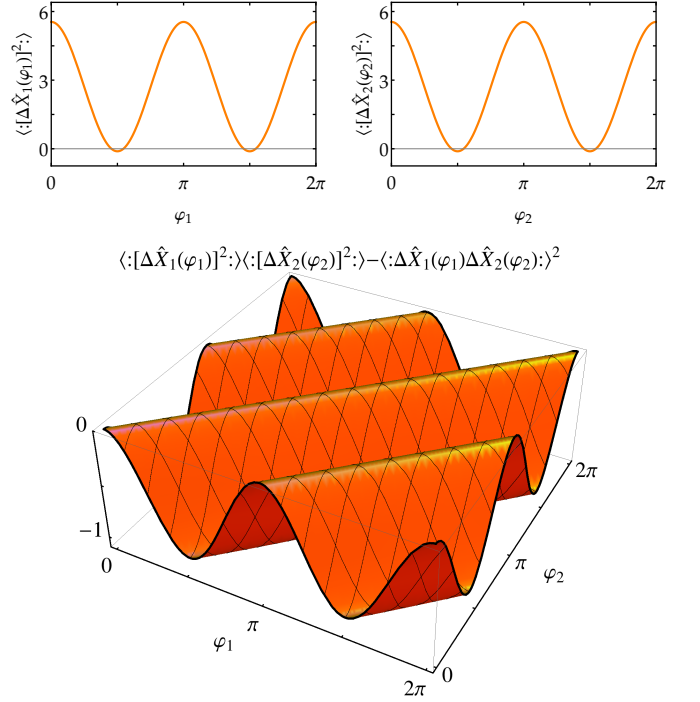 ⟨:[ΔX̂₁(φ₁)]²:⟩
6
3
0
0
π
2π
φ₁
⟨:[ΔX̂₂(φ₂)]²:⟩
6
3
0
0
π
2π
φ₂
⟨:[ΔX̂₁(φ₁)]²:⟩⟨:[ΔX̂₂(φ₂)]²:⟩−⟨:ΔX̂₁(φ₁)ΔX̂₂(φ₂):⟩²
0
−1
0
π
2π
φ₁
0
π
2π
φ₂